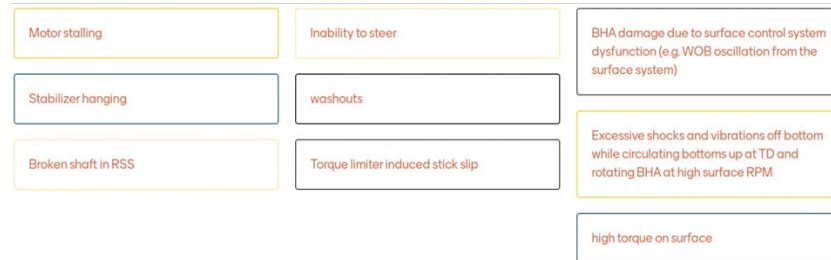 Motor stalling
Stabilizer hanging
Broken shaft in RSS
Inability to steer
washouts
Torque limiter induced stick slip
BHA damage due to surface control system
dysfunction (e.g. WOB oscillation from the
surface system)
Excessive shocks and vibrations off bottom
while circulating bottoms up at TD and
rotating BHA at high surface RPM
high torque on surface